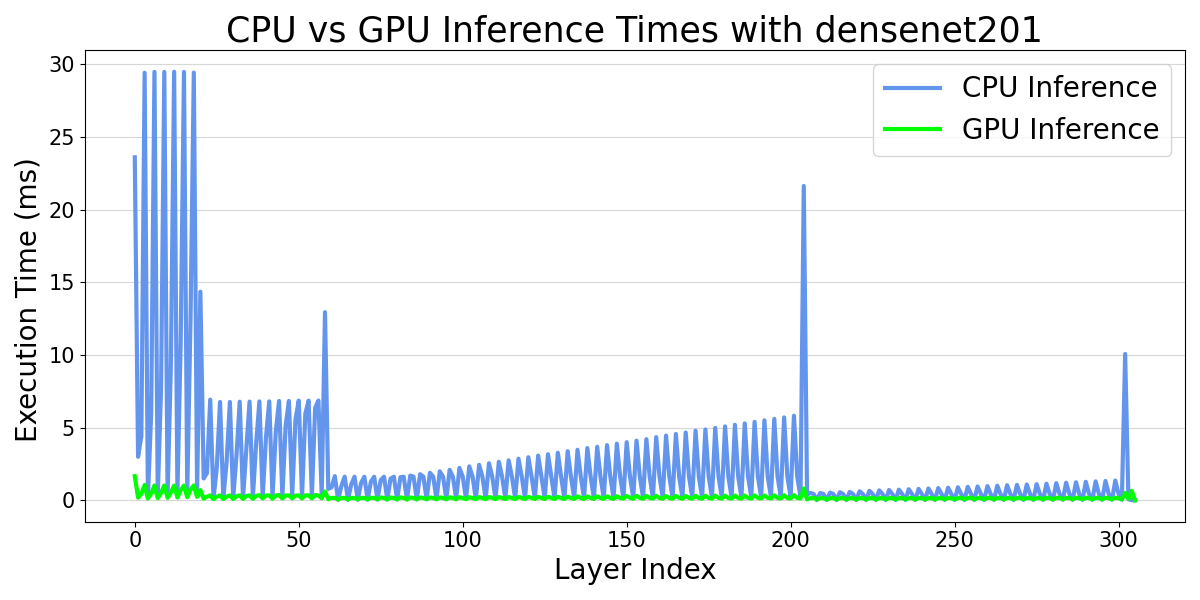 CPU vs GPU Inference Times with densenet201
CPU Inference
GPU Inference
Execution Time (ms)
30
25
20
15
10
5
0
0 50 100 150 200 250 300
Layer Index